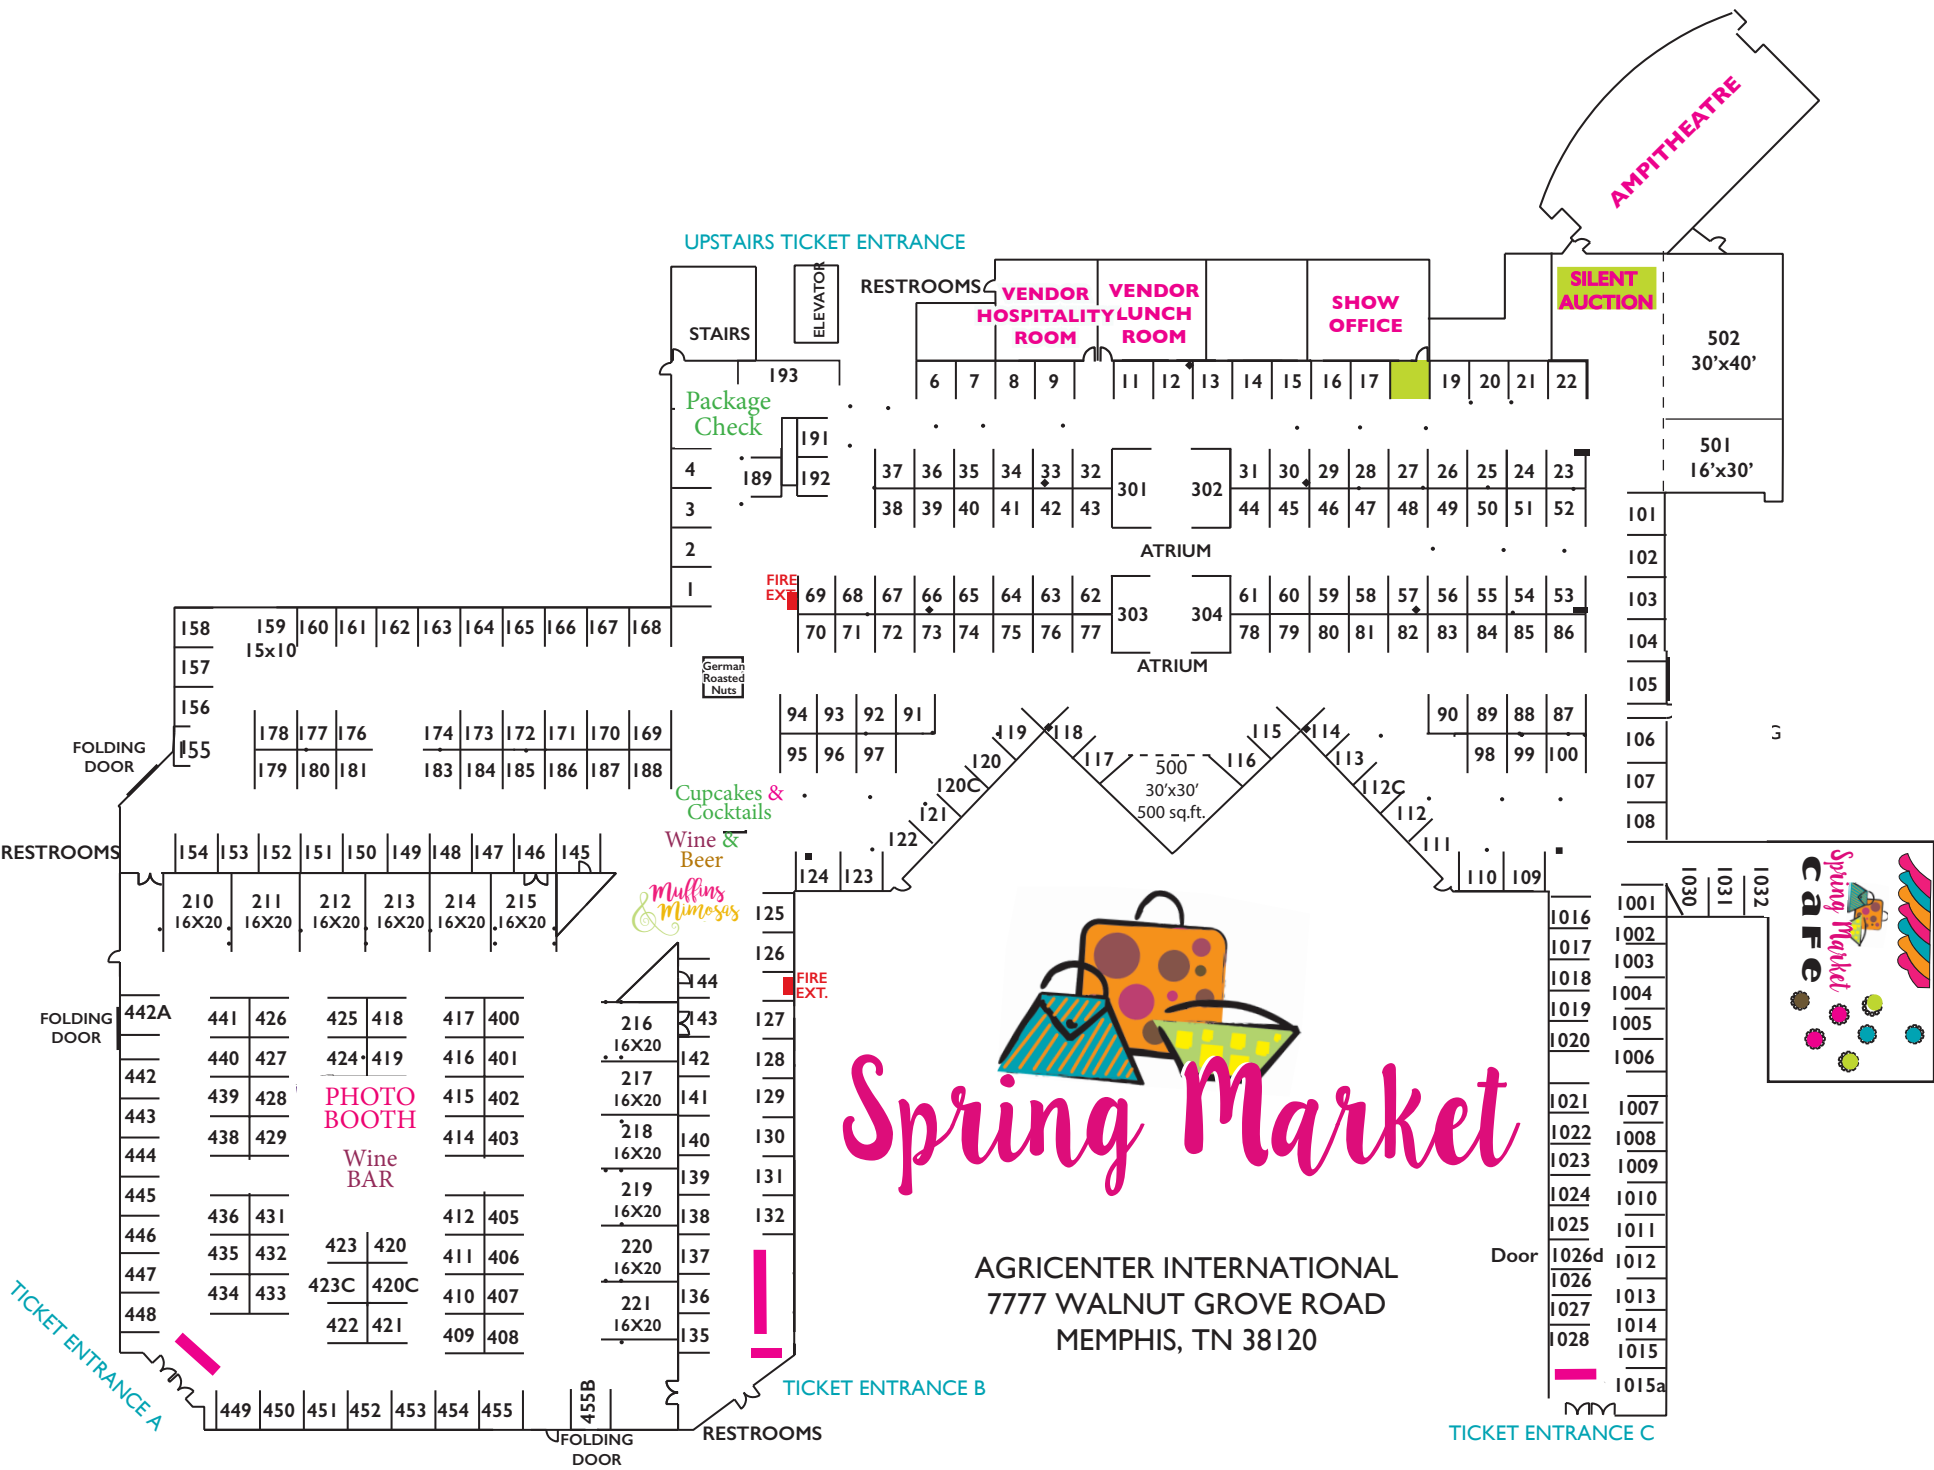 AMPITHEATRE
UPSTAIRS TICKET ENTRANCE
STAIRS
ELEVATOR
RESTROOMS
VENDOR
HOSPITALITY
ROOM
VENDOR
LUNCH
ROOM
SHOW
OFFICE
SILENT
AUCTION
502
30'x40'
501
16'x30'
193
6 7 8 9 11 12 13 14 15 16 17 19 20 21 22
Package
Check
191
189 192
4
3
2
1
37 36 35 34 33 32 301 302 31 30 29 28 27 26 25 24 23
38 39 40 41 42 43 44 45 46 47 48 49 50 51 52
ATRIUM
FIRE
EXT.
69 68 67 66 65 64 63 62 303 304 61 60 59 58 57 56 55 54 53
70 71 72 73 74 75 76 77 78 79 80 81 82 83 84 85 86
ATRIUM
101
102
103
104
105
106
107
108
G
158 159 160 161 162 163 164 165 166 167 168
15x10
157
156
155
FOLDING
DOOR
German
Roasted
Nuts
178 177 176 174 173 172 171 170 169
179 180 181 183 184 185 186 187 188
94 93 92 91
95 96 97
119 118
120 117
120C
121
122
115 114
116 113
112C
112
111
500
30'x30'
500 sq.ft.
90 89 88 87
98 99 100
Cupcakes &
Cocktails
Wine &
Beer
Muffins
& Mimosas
RESTROOMS
154 153 152 151 150 149 148 147 146 145
210 211 212 213 214 215
16X20 16X20 16X20 16X20 16X20 16X20
124 123
110 109
125
126
FIRE
EXT.
127
128
129
130
131
132
144
143
142
141
140
139
138
137
136
135
216
16X20
217
16X20
218
16X20
219
16X20
220
16X20
221
16X20
FOLDING
DOOR
442A
442
443
444
445
446
447
448
441 426 425 418 417 400
440 427 424 419 416 401
439 428 415 402
438 429 414 403
PHOTO
BOOTH
Wine
BAR
436 431 412 405
435 432 423 420 411 406
434 433 423C 420C 410 407
422 421 409 408
449 450 451 452 453 454 455 455B
TICKET ENTRANCE A
FOLDING
DOOR
RESTROOMS
TICKET ENTRANCE B
Spring Market
AGRICENTER INTERNATIONAL
7777 WALNUT GROVE ROAD
MEMPHIS, TN 38120
1030
1031
1032
Spring Market
CaFe
1016
1017
1018
1019
1020
1021
1022
1023
1024
1025
Door 1026d
1026
1027
1028
1001
1002
1003
1004
1005
1006
1007
1008
1009
1010
1011
1012
1013
1014
1015
1015a
TICKET ENTRANCE C